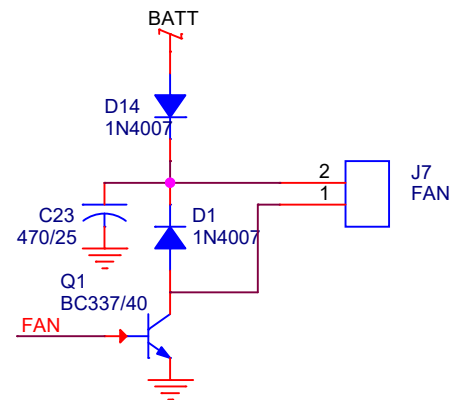 BATT
D14
1N4007
2
1
J7
FAN
C23
470/25
D1
1N4007
Q1
BC337/40
FAN